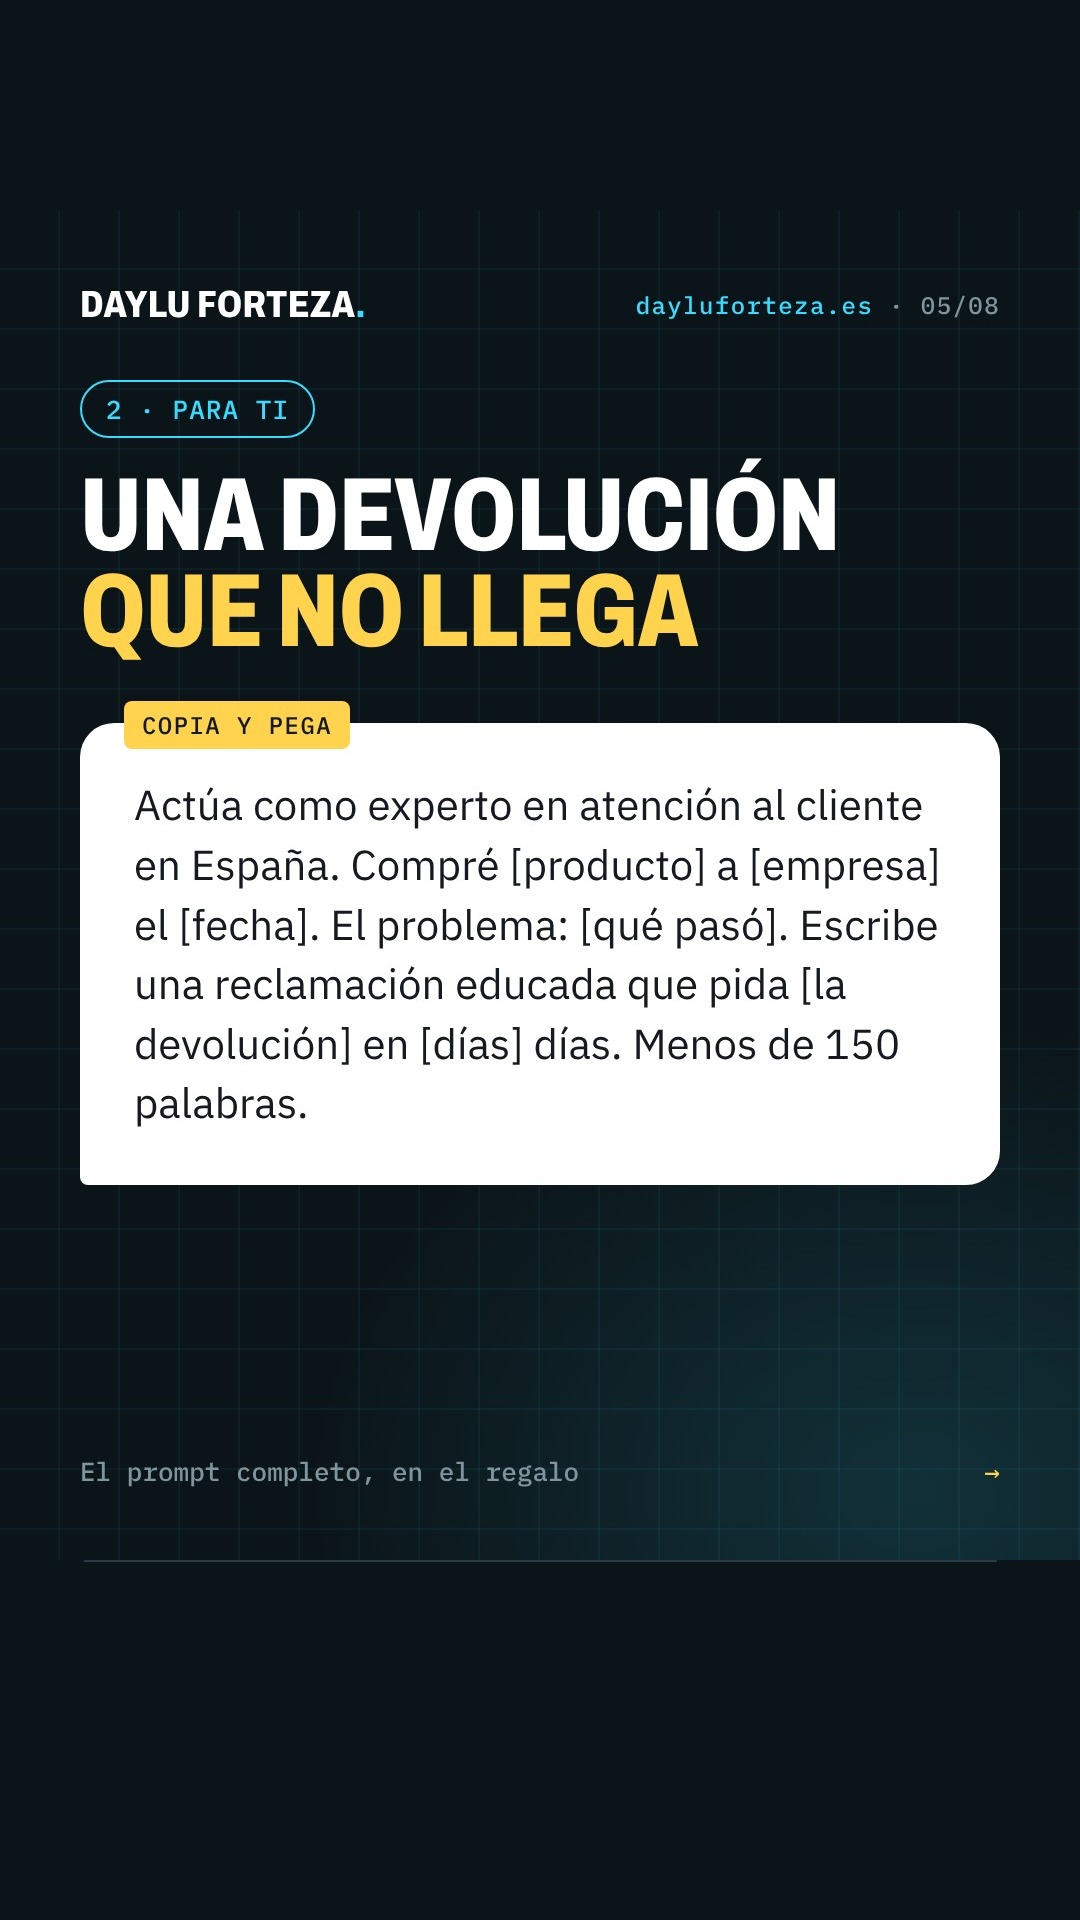 DAYLU FORTEZA.
dayluforteza.es · 05/08
2 · PARA TI
UNA DEVOLUCIÓN
QUE NO LLEGA
COPIA Y PEGA
Actúa como experto en atención al cliente
en España. Compré [producto] a [empresa]
el [fecha]. El problema: [qué pasó]. Escribe
una reclamación educada que pida [la
devolución] en [días] días. Menos de 150
palabras.
El prompt completo, en el regalo
→